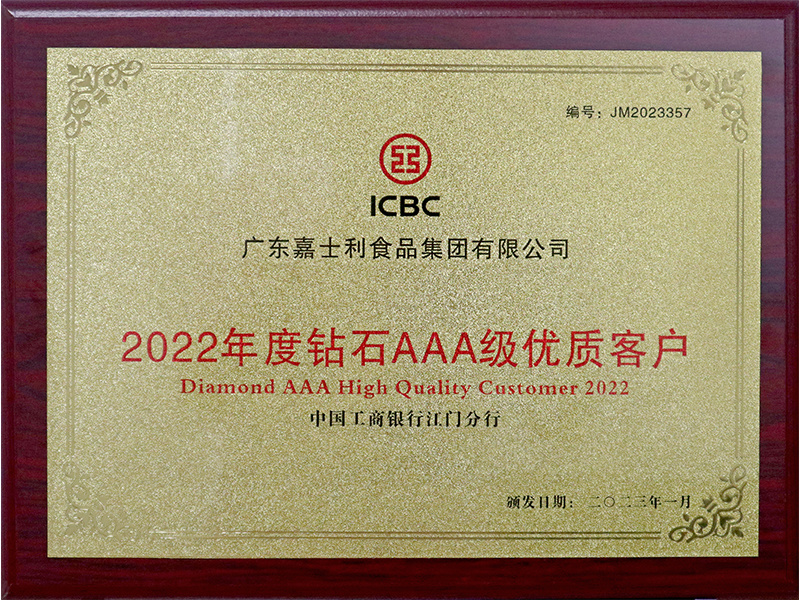 编号：JM2023357
ICBC
广东嘉士利食品集团有限公司
2022年度钻石AAA级优质客户
Diamond AAA High Quality Customer 2022
中国工商银行江门分行
颁发日期：二〇二三年一月